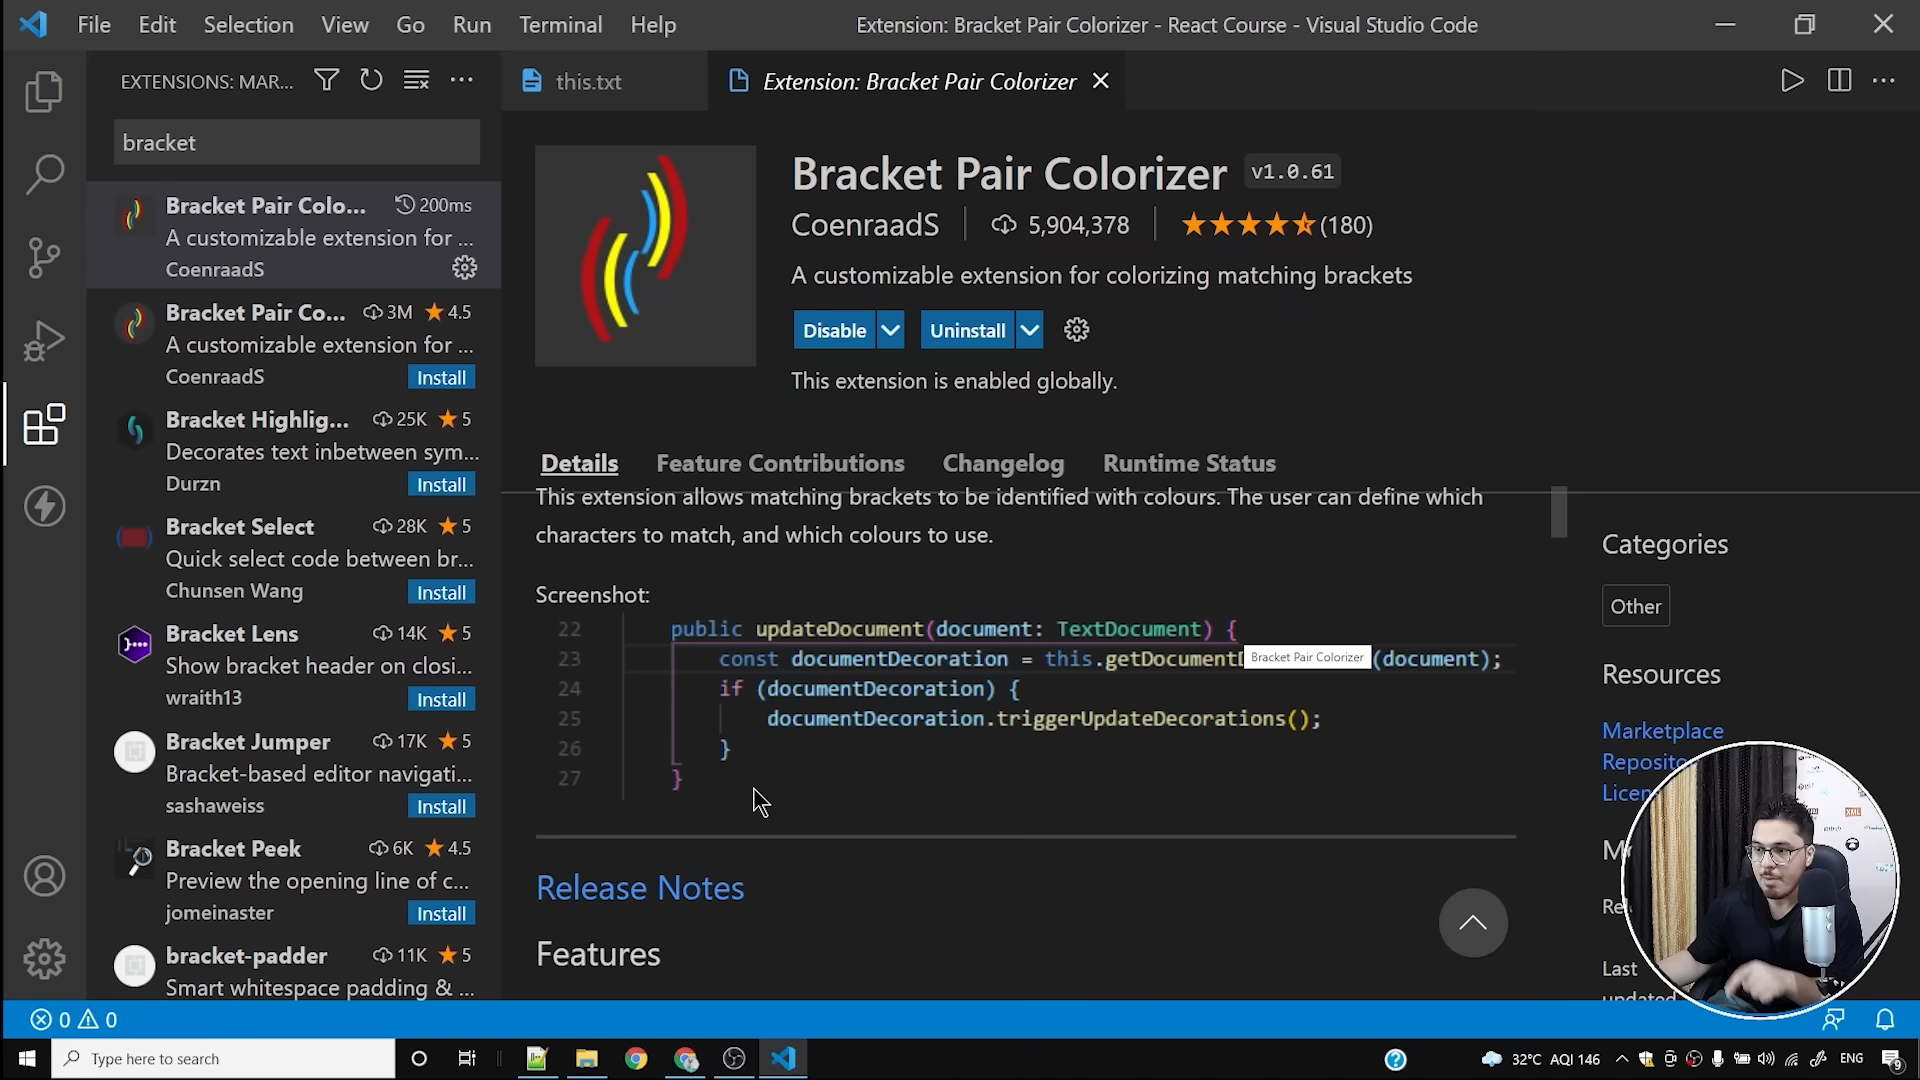 File Edit Selection View Go Run Terminal Help
Extension: Bracket Pair Colorizer - React Course - Visual Studio Code
EXTENSIONS: MAR...
bracket
Bracket Pair Colo... 200ms
A customizable extension for ...
CoenraadS
Bracket Pair Co... 3M 4.5
A customizable extension for ...
CoenraadS Install
Bracket Highlig... 25K 5
Decorates text inbetween sym...
Durzn Install
Bracket Select 28K 5
Quick select code between br...
Chunsen Wang Install
Bracket Lens 14K 5
Show bracket header on closi...
wraith13 Install
Bracket Jumper 17K 5
Bracket-based editor navigati...
sashaweiss Install
Bracket Peek 6K 4.5
Preview the opening line of c...
jomeinaster Install
bracket-padder 11K 5
Smart whitespace padding & ...
this.txt
Extension: Bracket Pair Colorizer
Bracket Pair Colorizer v1.0.61
CoenraadS 5,904,378 (180)
A customizable extension for colorizing matching brackets
Disable Uninstall
This extension is enabled globally.
Details Feature Contributions Changelog Runtime Status
This extension allows matching brackets to be identified with colours. The user can define which
characters to match, and which colours to use.
Screenshot:
22 public updateDocument(document: TextDocument) {
23 const documentDecoration = this.getDocumentD (document);
Bracket Pair Colorizer
24 if (documentDecoration) {
25 documentDecoration.triggerUpdateDecorations();
26 }
27 }
Release Notes
Features
Categories
Other
Resources
Marketplace
Reposito
Licen
M
Rel
Last
updated
0 0
Type here to search
32°C AQI 146 ENG
9